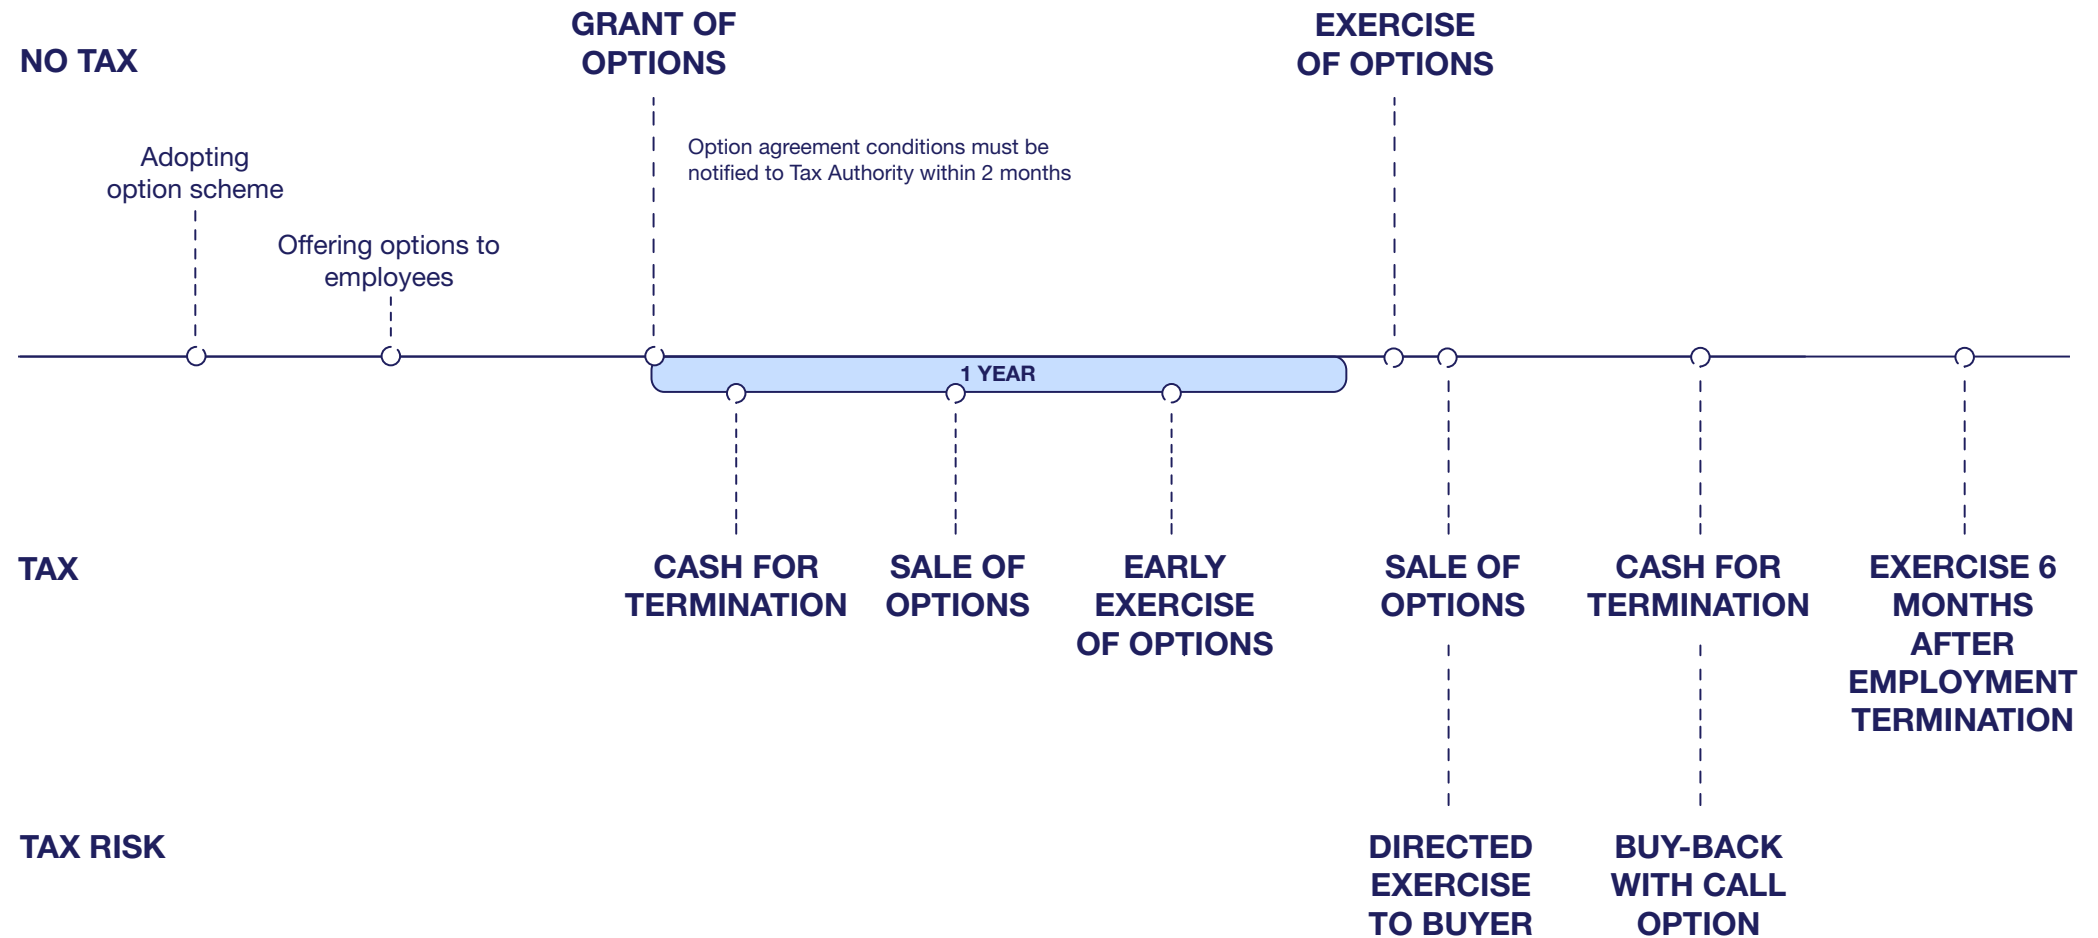 NO TAX
GRANT OF
OPTIONS
EXERCISE
OF OPTIONS
Adopting
option scheme
Offering options to
employees
Option agreement conditions must be
notified to Tax Authority within 2 months
1 YEAR
TAX
CASH FOR
TERMINATION
SALE OF
OPTIONS
EARLY
EXERCISE
OF OPTIONS
SALE OF
OPTIONS
CASH FOR
TERMINATION
EXERCISE 6
MONTHS
AFTER
EMPLOYMENT
TERMINATION
TAX RISK
DIRECTED
EXERCISE
TO BUYER
BUY-BACK
WITH CALL
OPTION